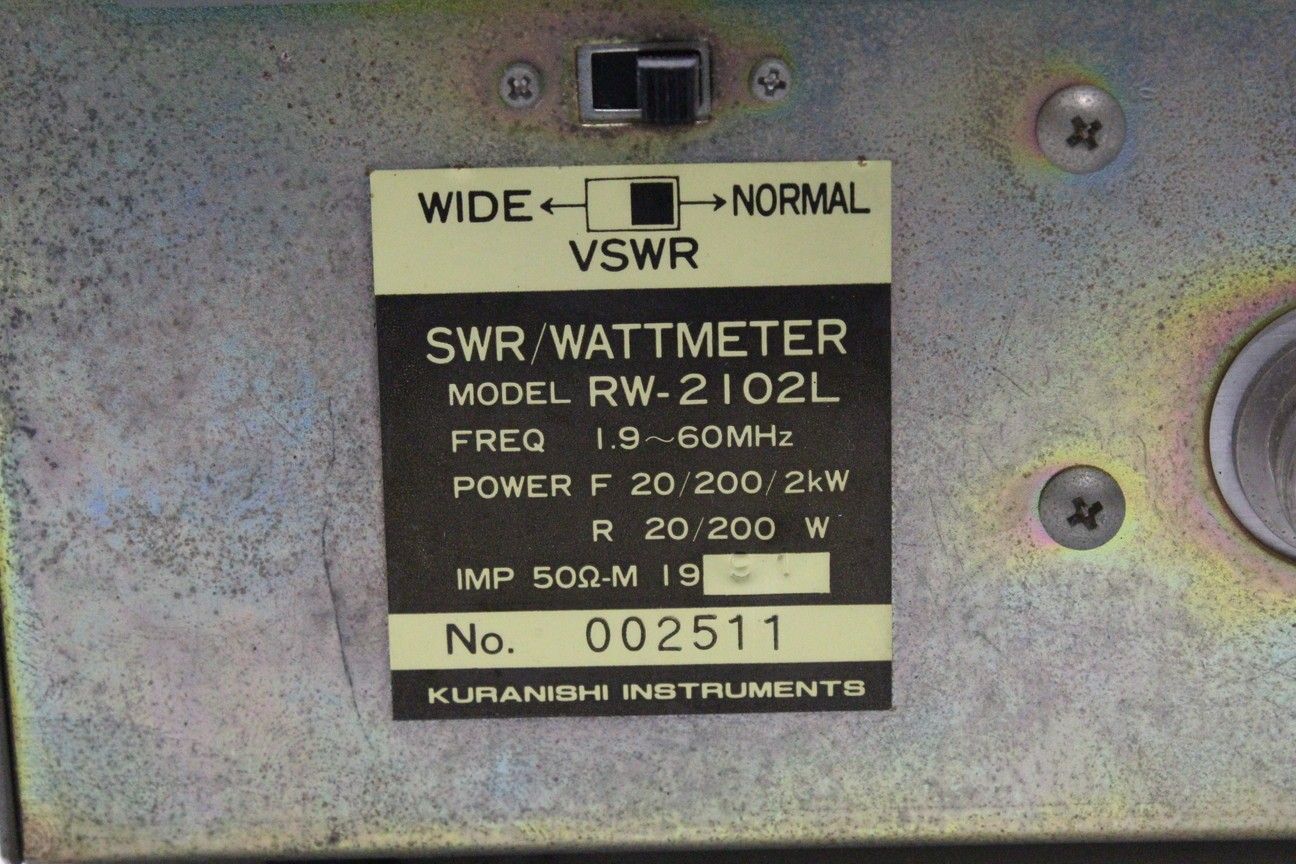 WIDE ← → NORMAL
VSWR
SWR/WATTMETER
MODEL RW-2102L
FREQ 1.9~60MHz
POWER F 20/200/2kW
R 20/200 W
IMP 50Ω-M 19
No. 002511
KURANISHI INSTRUMENTS